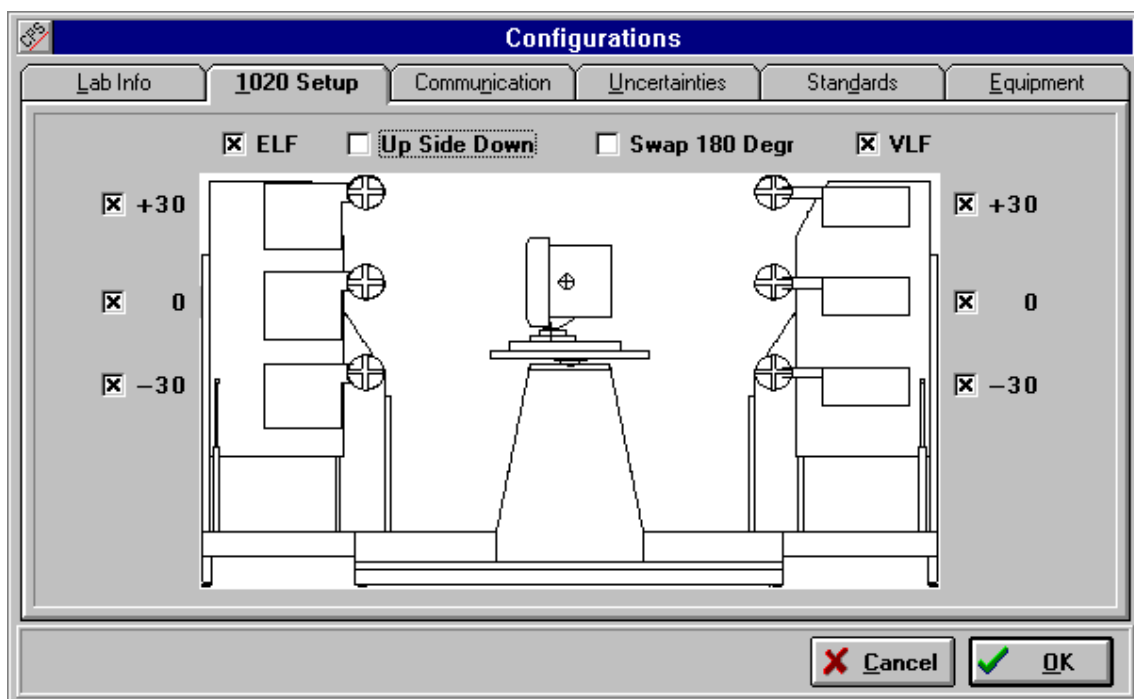 CPS
Configurations
Lab Info 1020 Setup Communication Uncertainties Standards Equipment
ELF Up Side Down Swap 180 Degr VLF
+30 +30
0 0
−30 −30
Cancel OK